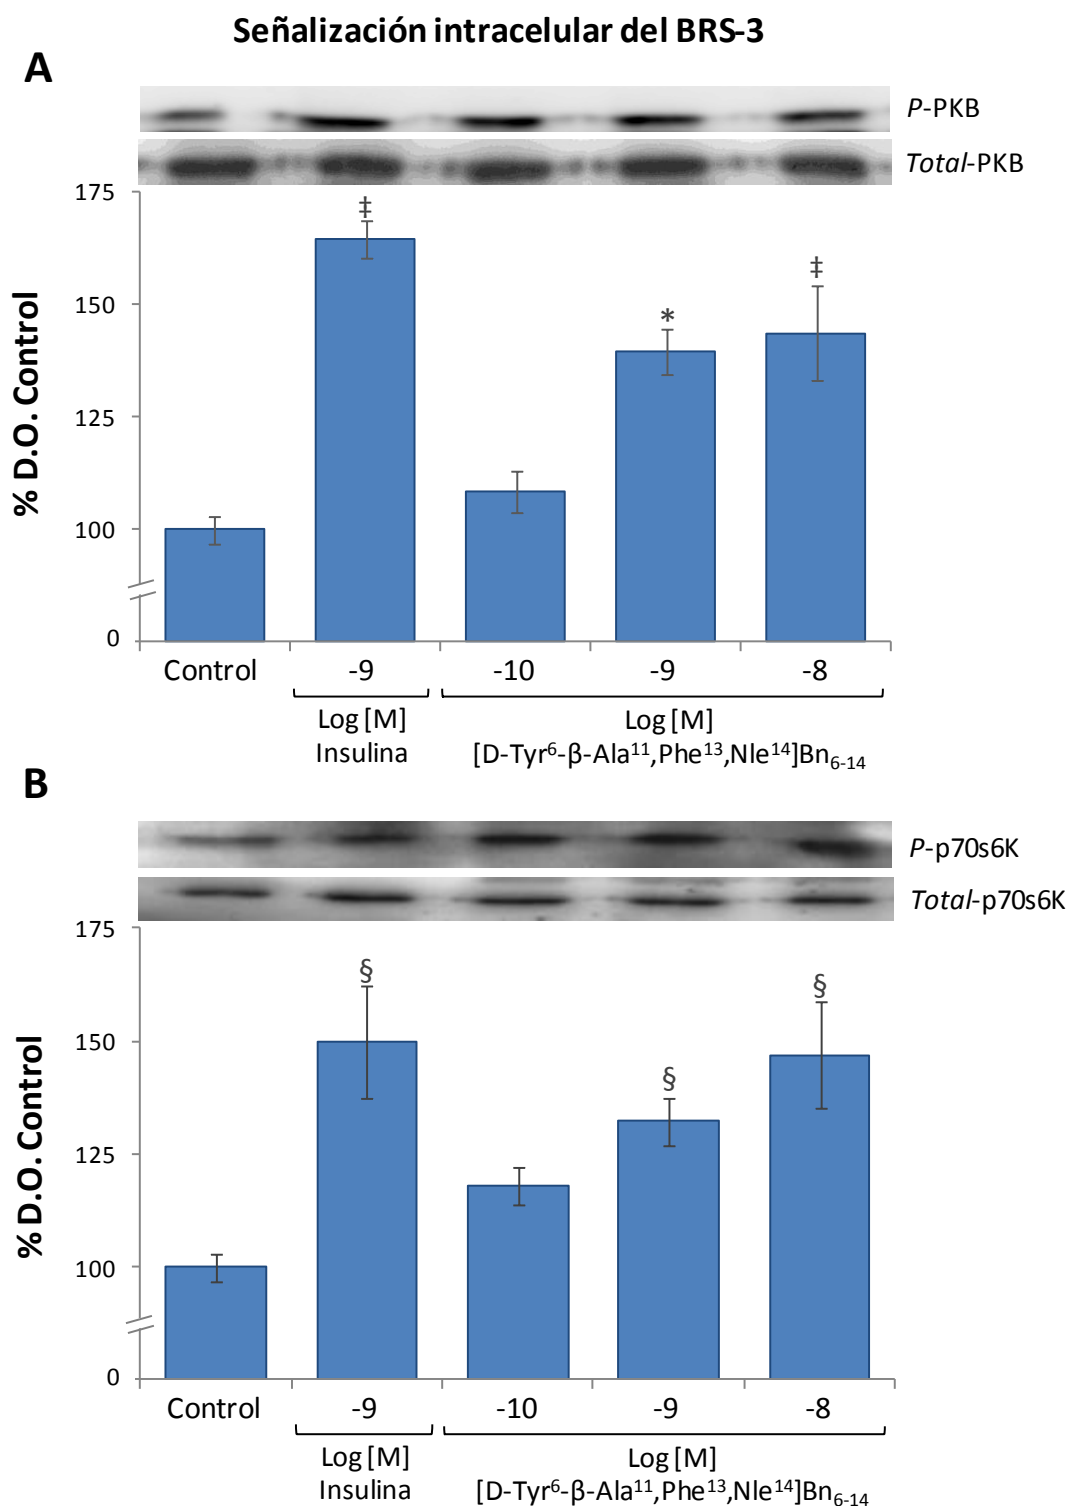 Señalización intracelular del BRS-3
A
P-PKB
Total-PKB
175
‡
‡
150
*
125
100
0
% D.O. Control
Control -9 -10 -9 -8
Log [M] Log [M]
Insulina [D-Tyr⁶-β-Ala¹¹,Phe¹³,Nle¹⁴]Bn₆₋₁₄
B
P-p70s6K
Total-p70s6K
175
§
§
150
§
125
100
0
% D.O. Control
Control -9 -10 -9 -8
Log [M] Log [M]
Insulina [D-Tyr⁶-β-Ala¹¹,Phe¹³,Nle¹⁴]Bn₆₋₁₄